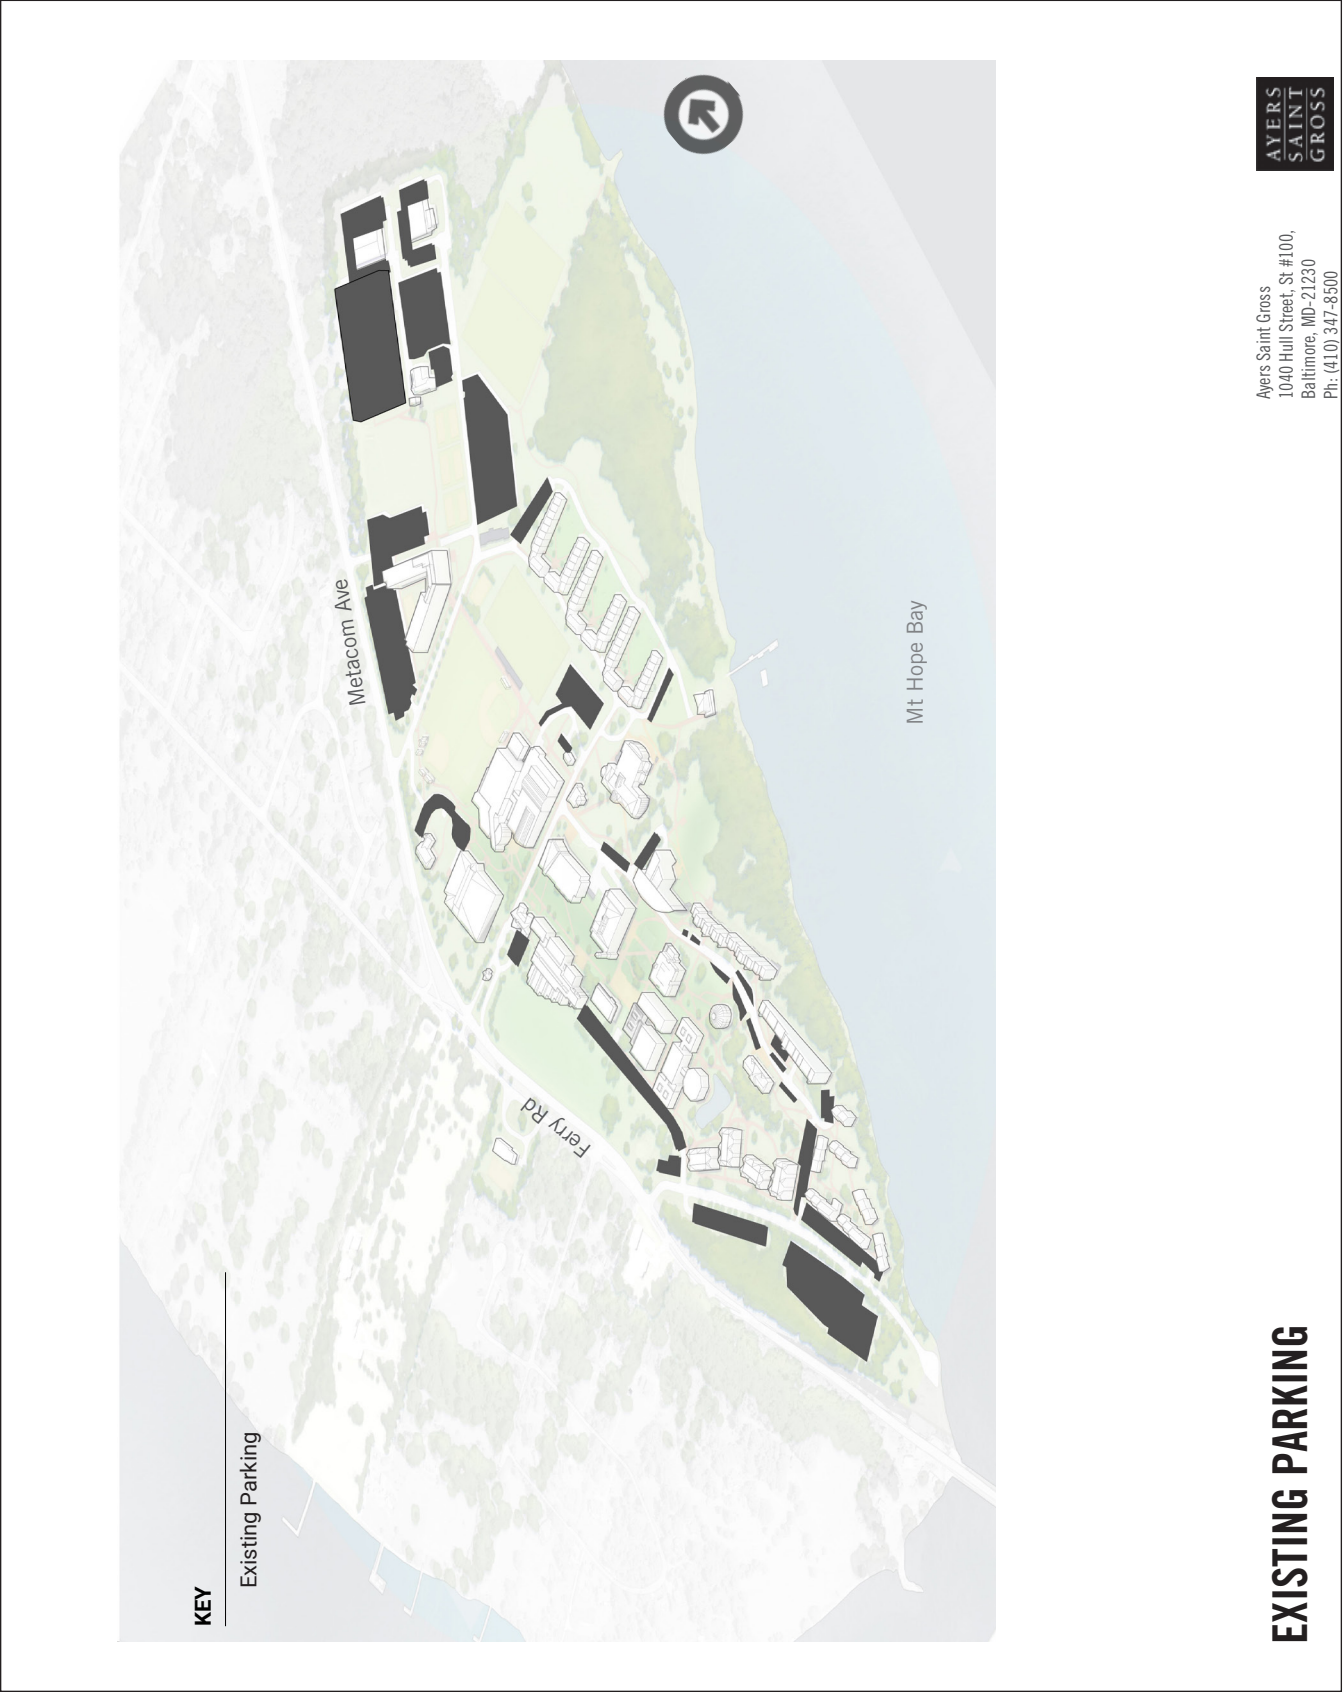 KEY
Existing Parking
Metacom Ave
Ferry Rd
Mt Hope Bay
EXISTING PARKING
Ayers Saint Gross
1040 Hull Street, St #100,
Baltimore, MD-21230
Ph: (410) 347-8500
AYERS
SAINT
GROSS